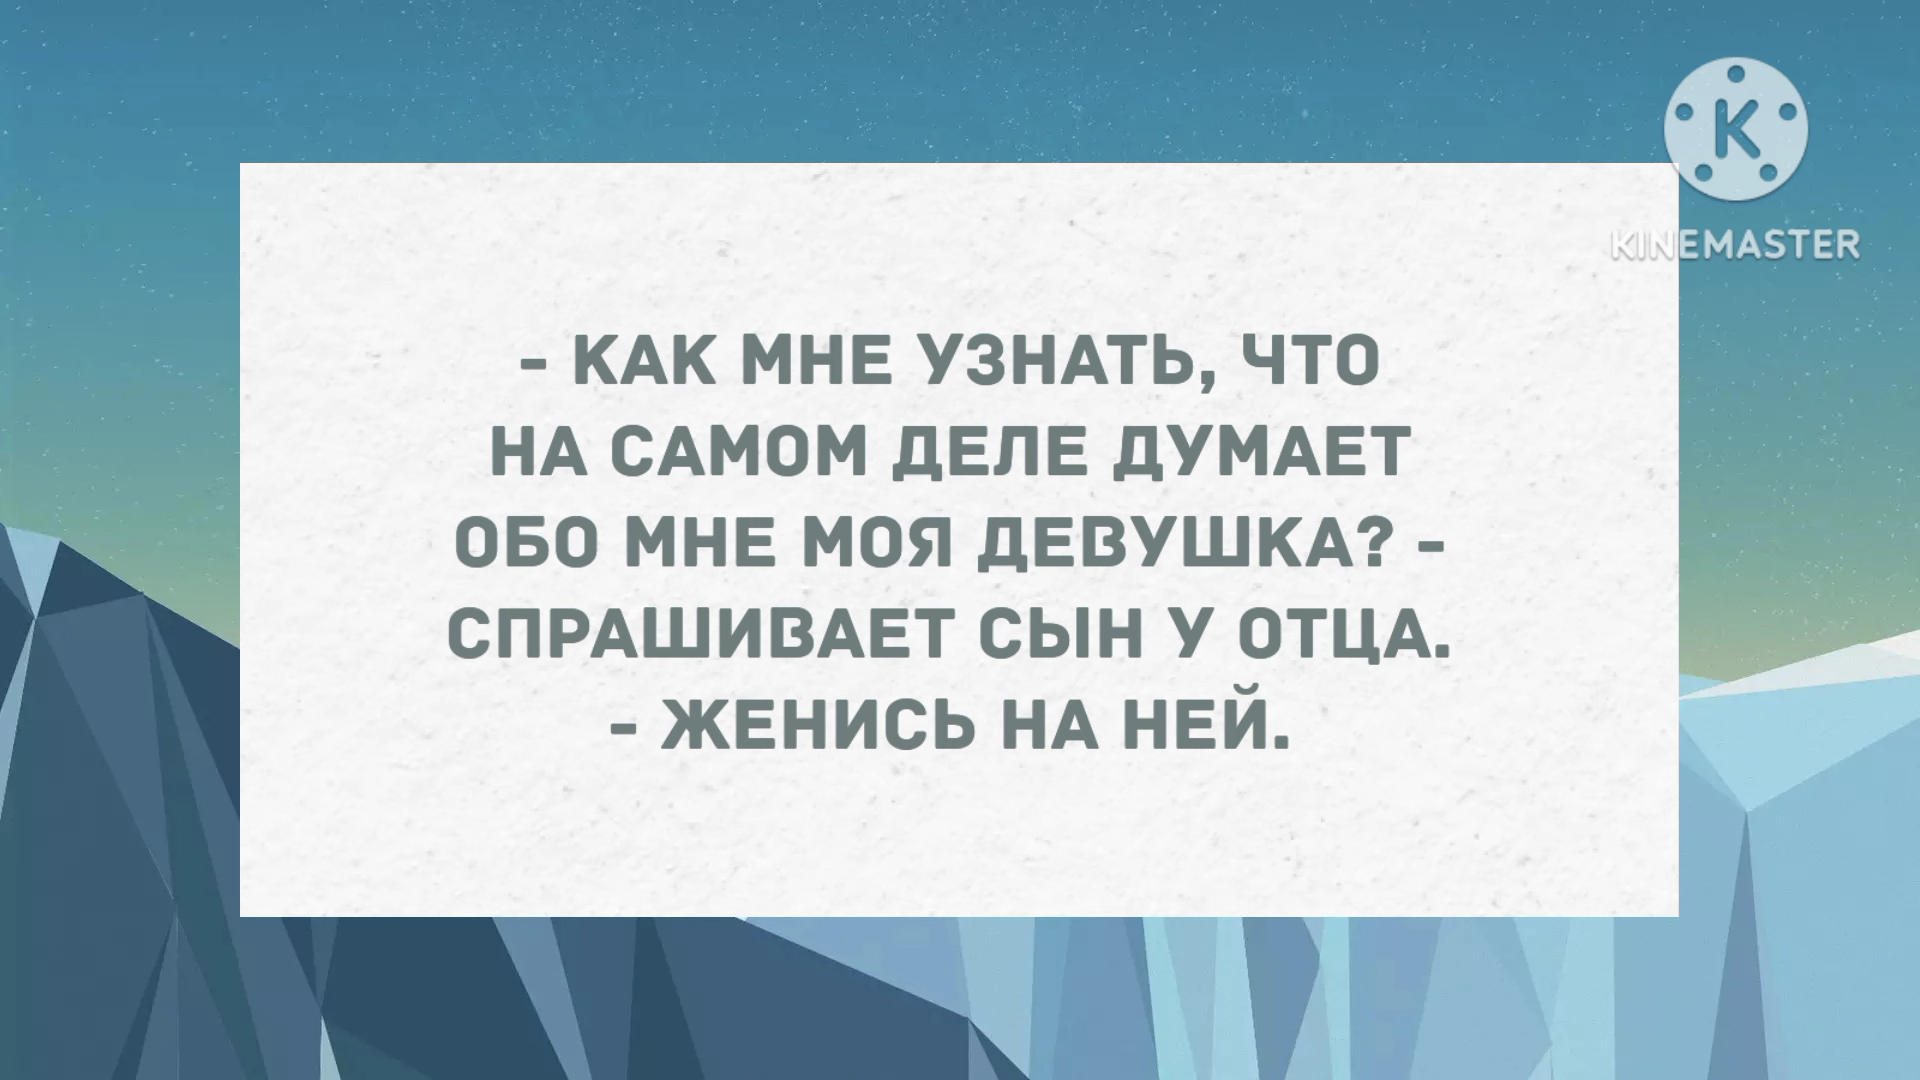 K
KINEMASTER
- КАК МНЕ УЗНАТЬ, ЧТО
НА САМОМ ДЕЛЕ ДУМАЕТ
ОБО МНЕ МОЯ ДЕВУШКА? -
СПРАШИВАЕТ СЫН У ОТЦА.
- ЖЕНИСЬ НА НЕЙ.